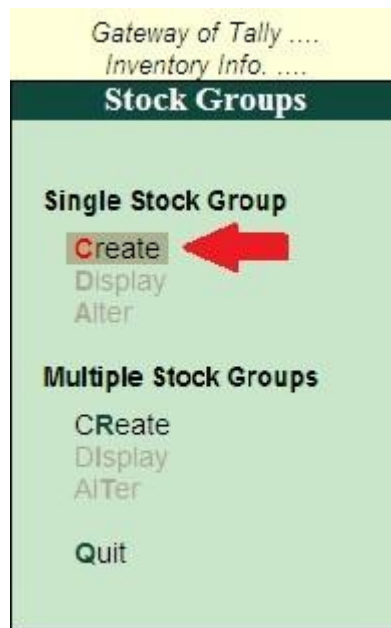 Gateway of Tally ....
Inventory Info. ....
Stock Groups
Single Stock Group
Create
Display
Alter
Multiple Stock Groups
CReate
DIsplay
AlTer
Quit